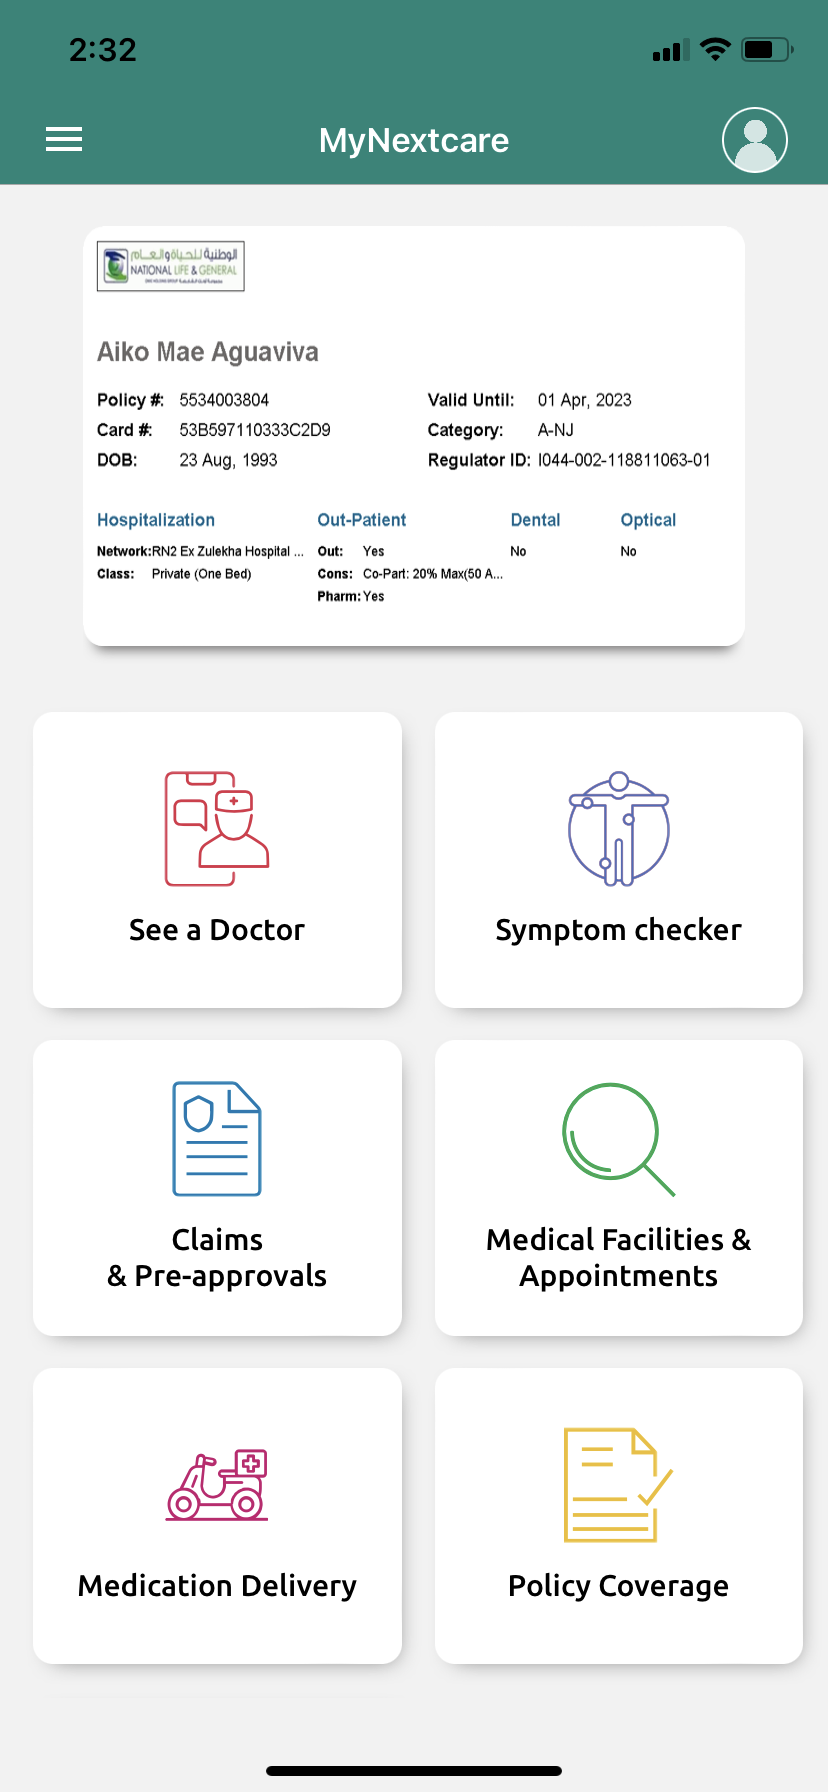 2:32
MyNextcare
الوطنية للحياة والعام
NATIONAL LIFE & GENERAL
Aiko Mae Aguaviva
Policy #: 5534003804 Valid Until: 01 Apr, 2023
Card #: 53B597110333C2D9 Category: A-NJ
DOB: 23 Aug, 1993 Regulator ID: I044-002-118811063-01
Hospitalization Out-Patient Dental Optical
Network:RN2 Ex Zulekha Hospital ... Out: Yes No No
Class: Private (One Bed) Cons: Co-Part: 20% Max(50 A...
Pharm: Yes
See a Doctor
Symptom checker
Claims
& Pre-approvals
Medical Facilities &
Appointments
Medication Delivery
Policy Coverage